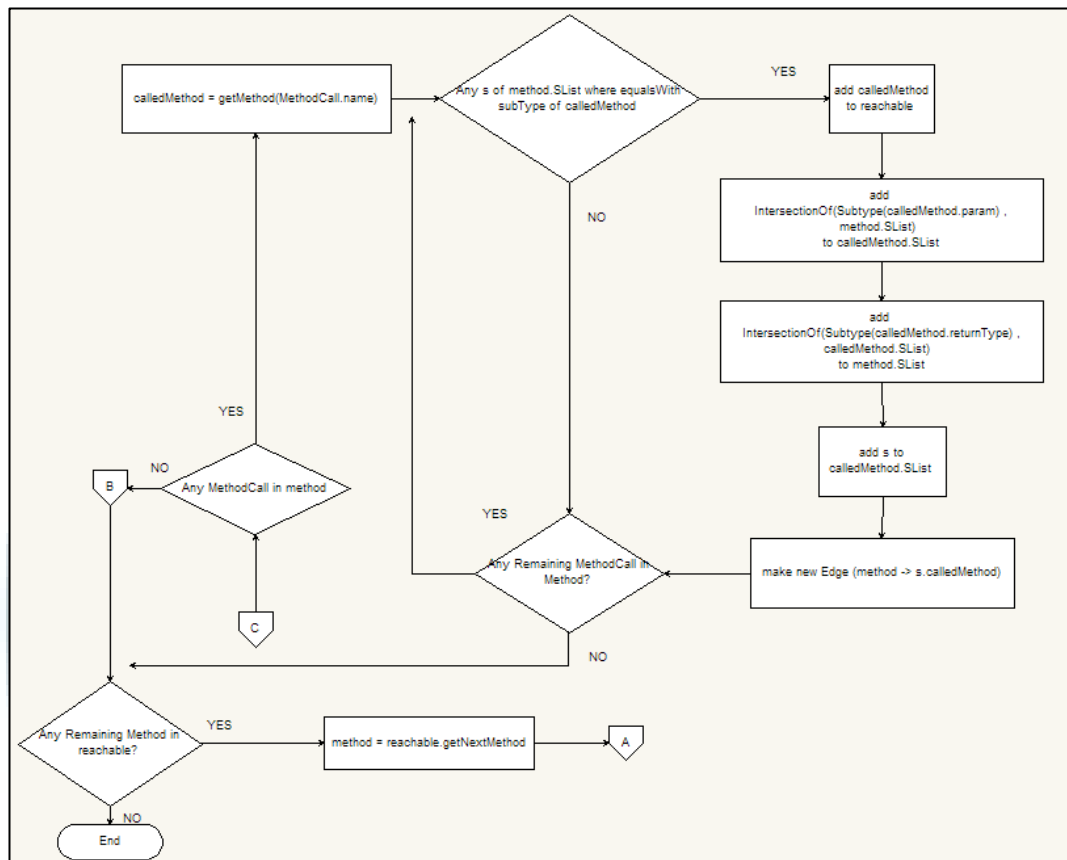 calledMethod = getMethod(MethodCall.name)
Any s of method.SList where equalsWith
subType of calledMethod
YES
add calledMethod
to reachable
add
IntersectionOf(Subtype(calledMethod.param) ,
method.SList)
to calledMethod.SList
NO
add
IntersectionOf(Subtype(calledMethod.returnType) ,
calledMethod.SList)
to method.SList
YES
add s to
calledMethod.SList
NO
B
Any MethodCall in method
YES
Any Remaining MethodCall in
Method?
make new Edge (method -> s.calledMethod)
C
NO
Any Remaining Method in
reachable?
YES
method = reachable.getNextMethod
A
NO
End